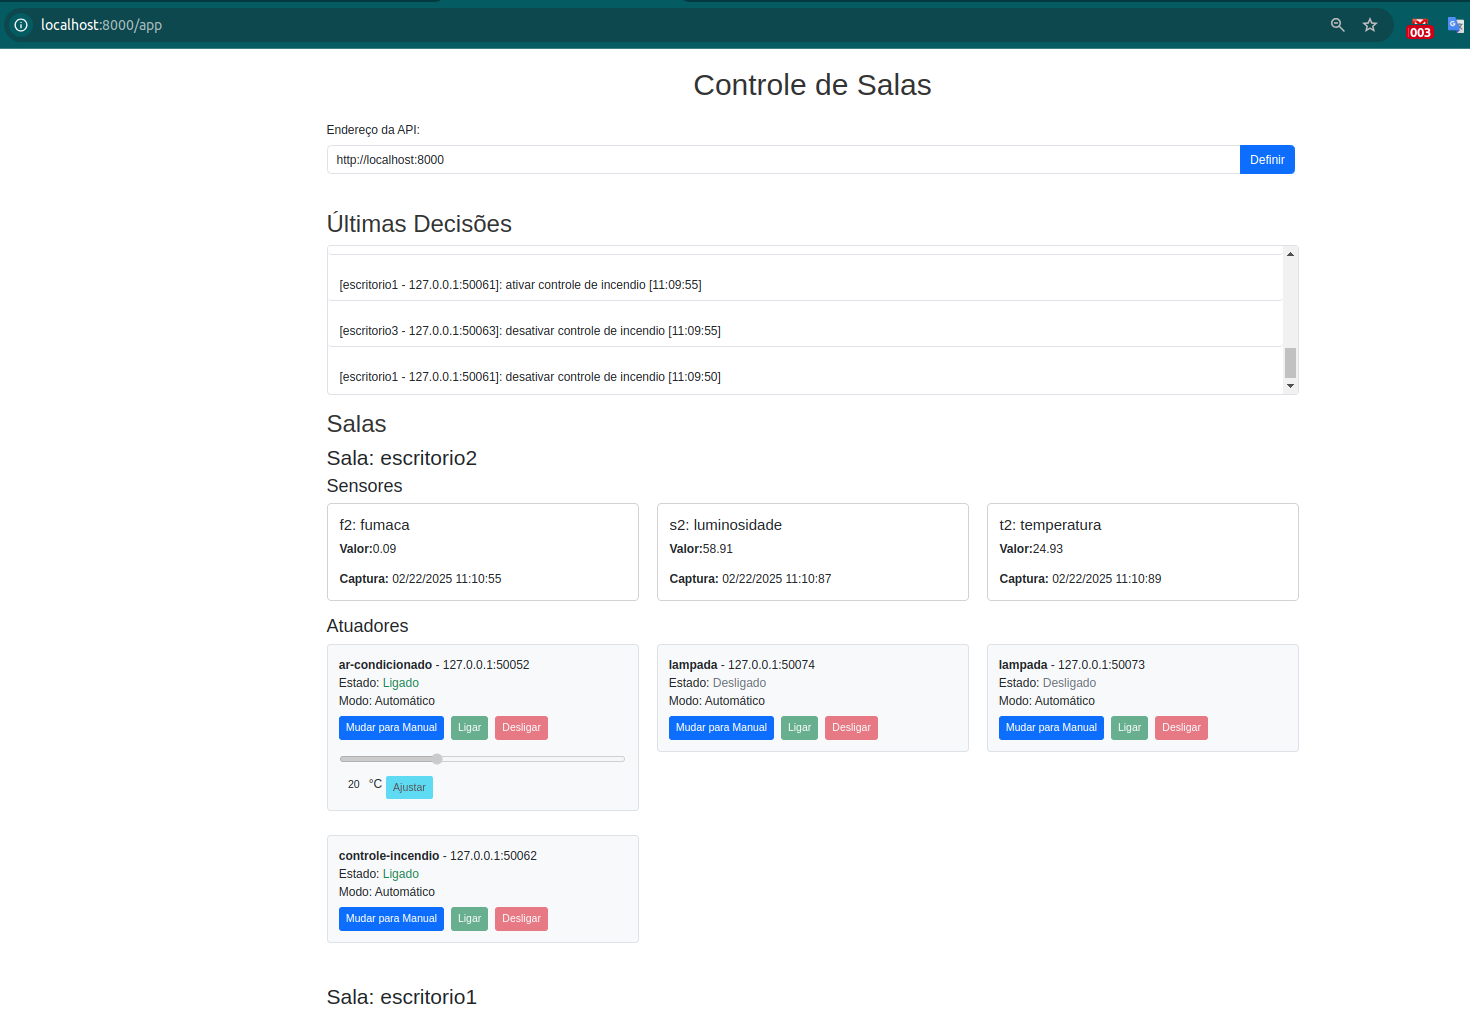 localhost:8000/app
003
Controle de Salas
Endereço da API:
http://localhost:8000 Definir
Últimas Decisões
[escritorio1 - 127.0.0.1:50061]: ativar controle de incendio [11:09:55]
[escritorio3 - 127.0.0.1:50063]: desativar controle de incendio [11:09:55]
[escritorio1 - 127.0.0.1:50061]: desativar controle de incendio [11:09:50]
Salas
Sala: escritorio2
Sensores
f2: fumaca
Valor:0.09
Captura: 02/22/2025 11:10:55
s2: luminosidade
Valor:58.91
Captura: 02/22/2025 11:10:87
t2: temperatura
Valor:24.93
Captura: 02/22/2025 11:10:89
Atuadores
ar-condicionado - 127.0.0.1:50052
Estado: Ligado
Modo: Automático
Mudar para Manual Ligar Desligar
20 °C Ajustar
lampada - 127.0.0.1:50074
Estado: Desligado
Modo: Automático
Mudar para Manual Ligar Desligar
lampada - 127.0.0.1:50073
Estado: Desligado
Modo: Automático
Mudar para Manual Ligar Desligar
controle-incendio - 127.0.0.1:50062
Estado: Ligado
Modo: Automático
Mudar para Manual Ligar Desligar
Sala: escritorio1